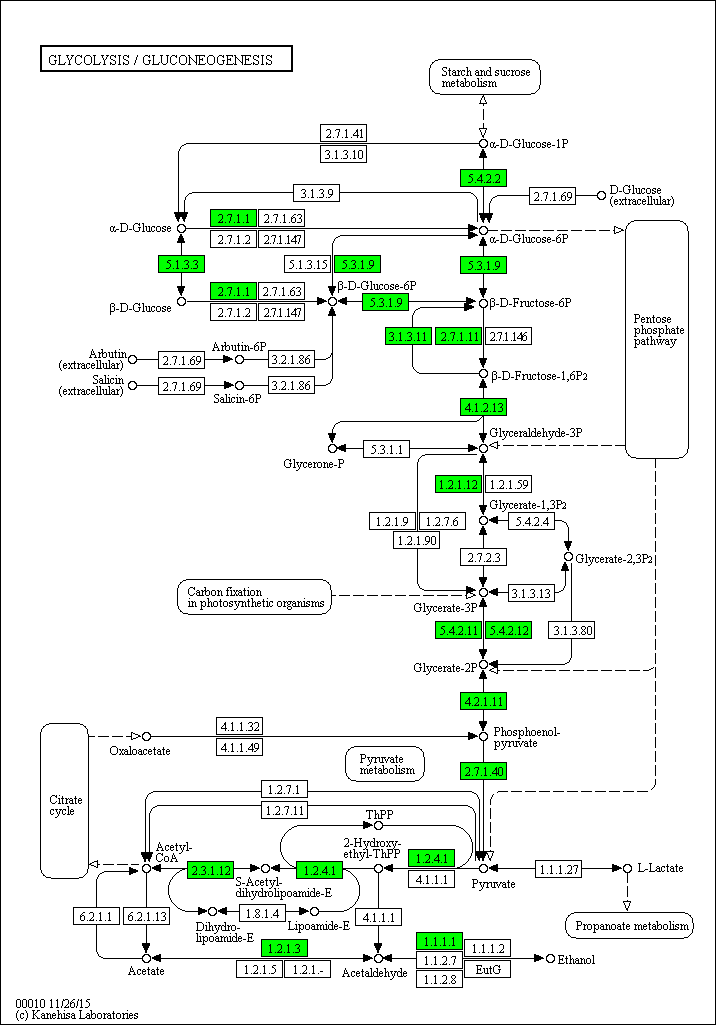 GLYCOLYSIS / GLUCONEOGENESIS
Starch and sucrose
metabolism
2.7.1.41
3.1.3.10
α-D-Glucose-1P
5.4.2.2
3.1.3.9
2.7.1.69
D-Glucose
(extracellular)
α-D-Glucose
2.7.1.1
2.7.1.63
2.7.1.2
2.7.1.147
α-D-Glucose-6P
5.1.3.3
5.1.3.15
5.3.1.9
5.3.1.9
β-D-Glucose
2.7.1.1
2.7.1.63
2.7.1.2
2.7.1.147
β-D-Glucose-6P
5.3.1.9
β-D-Fructose-6P
Pentose
phosphate
pathway
3.1.3.11
2.7.1.11
2.7.1.146
Arbutin
(extracellular)
2.7.1.69
Arbutin-6P
3.2.1.86
Salicin
(extracellular)
2.7.1.69
Salicin-6P
3.2.1.86
β-D-Fructose-1,6P2
4.1.2.13
Glyceraldehyde-3P
5.3.1.1
Glycerone-P
1.2.1.12
1.2.1.59
Glycerate-1,3P2
1.2.1.9
1.2.7.6
1.2.1.90
5.4.2.4
2.7.2.3
Glycerate-2,3P2
Carbon fixation
in photosynthetic organisms
3.1.3.13
Glycerate-3P
5.4.2.11
5.4.2.12
3.1.3.80
Glycerate-2P
4.2.1.11
4.1.1.32
4.1.1.49
Oxaloacetate
Phosphoenol-
pyruvate
Pyruvate
metabolism
2.7.1.40
Citrate
cycle
1.2.7.1
1.2.7.11
ThPP
2-Hydroxy-
ethyl-ThPP
Acetyl-
CoA
2.3.1.12
S-Acetyl-
dihydrolipoamide-E
1.2.4.1
1.2.4.1
4.1.1.1
Pyruvate
1.1.1.27
L-Lactate
6.2.1.1
6.2.1.13
Dihydro-
lipoamide-E
1.8.1.4
Lipoamide-E
4.1.1.1
Propanoate metabolism
Acetate
1.2.1.3
1.2.1.5
1.2.1.-
Acetaldehyde
1.1.1.1
1.1.1.2
1.1.2.7
EutG
1.1.2.8
Ethanol
00010 11/26/15
(c) Kanehisa Laboratories